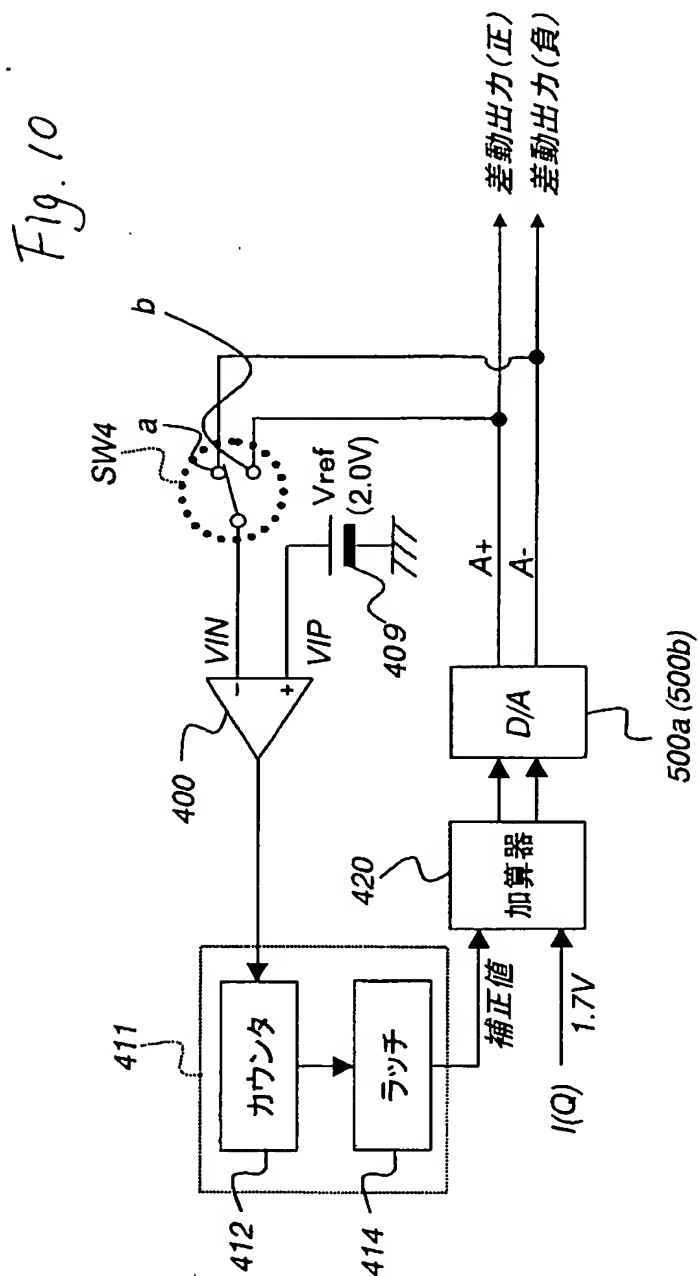 Fig. 10
SW4
a
b
VIN
VIP
-
+
400
Vref
(2.0V)
409
411
カウンタ
412
ラッチ
414
補正値
1.7V
I(Q)
420
加算器
D/A
500a (500b)
A+
A-
差動出力(正)
差動出力(負)